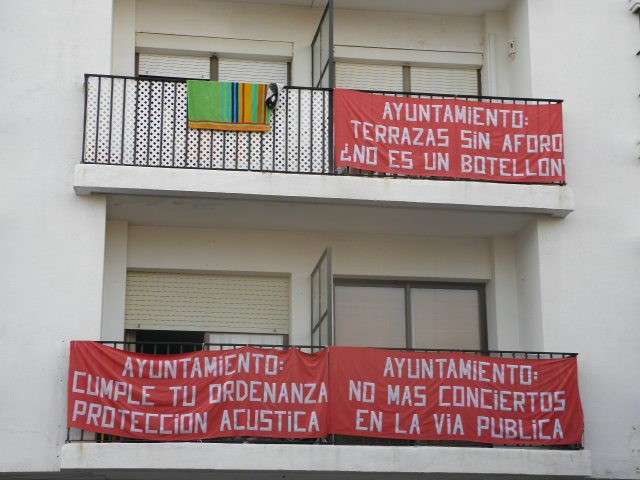 AYUNTAMIENTO:
TERRAZAS SIN AFORO
¿NO ES UN BOTELLON
AYUNTAMIENTO:
CUMPLE TU ORDENANZA
PROTECCION ACUSTICA
AYUNTAMIENTO:
NO MAS CONCIERTOS
EN LA VIA PUBLICA